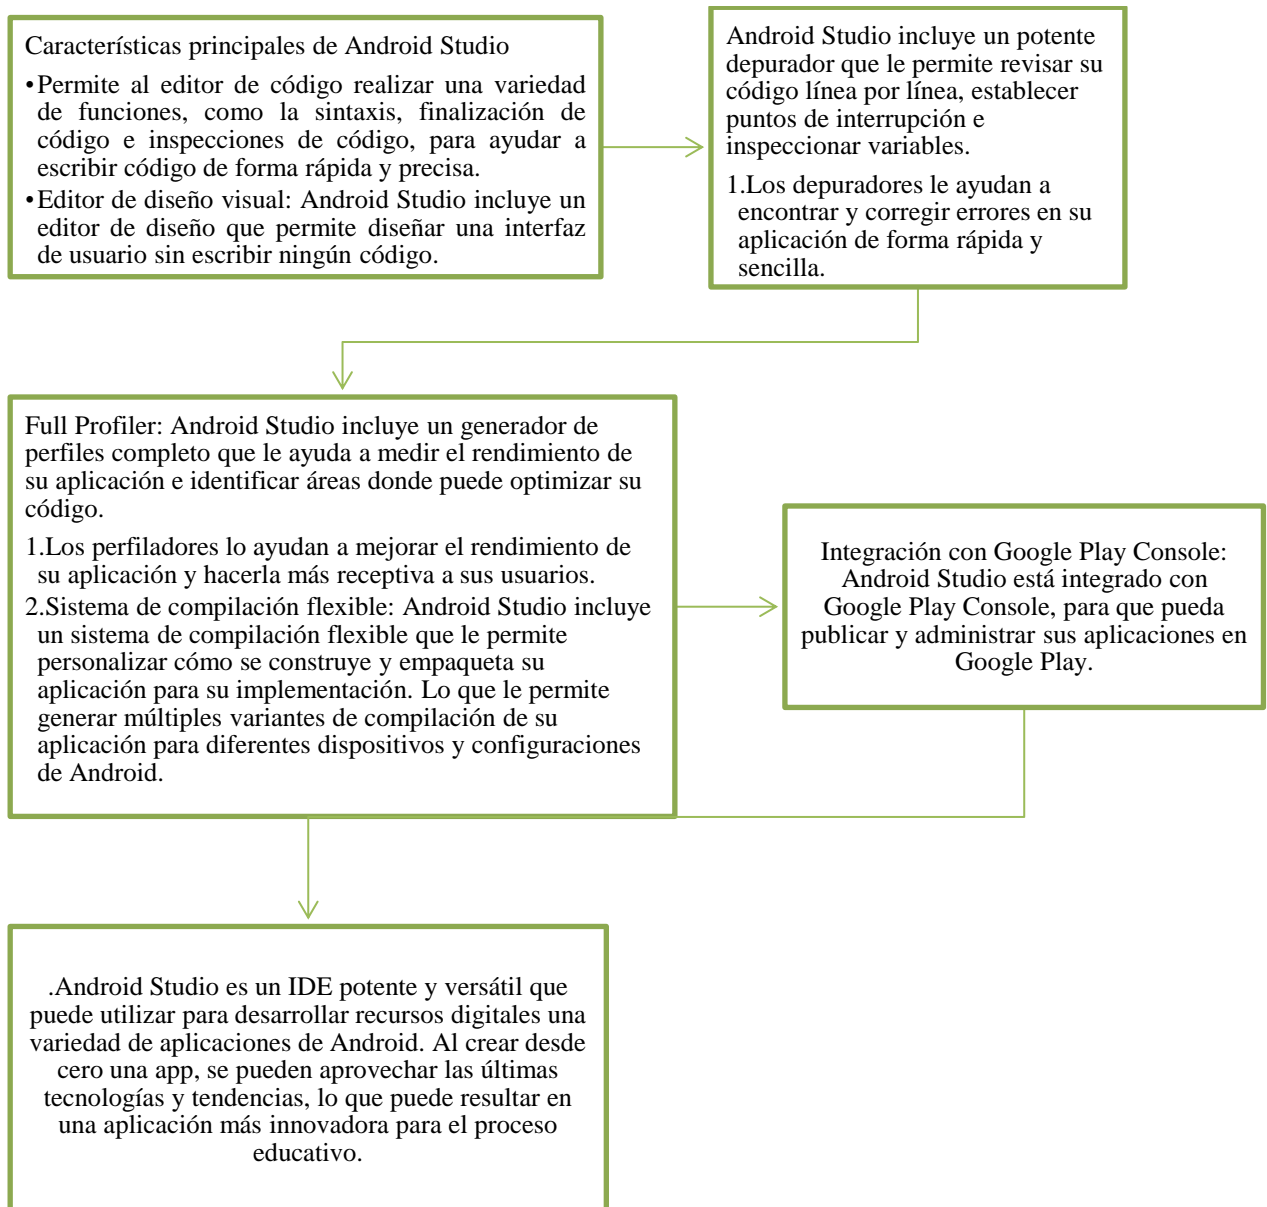 Características principales de Android Studio
•Permite al editor de código realizar una variedad
de funciones, como la sintaxis, finalización de
código e inspecciones de código, para ayudar a
escribir código de forma rápida y precisa.
•Editor de diseño visual: Android Studio incluye un
editor de diseño que permite diseñar una interfaz
de usuario sin escribir ningún código.
Android Studio incluye un potente
depurador que le permite revisar su
código línea por línea, establecer
puntos de interrupción e
inspeccionar variables.
1.Los depuradores le ayudan a
encontrar y corregir errores en su
aplicación de forma rápida y
sencilla.
Full Profiler: Android Studio incluye un generador de
perfiles completo que le ayuda a medir el rendimiento de
su aplicación e identificar áreas donde puede optimizar su
código.
1.Los perfiladores lo ayudan a mejorar el rendimiento de
su aplicación y hacerla más receptiva a sus usuarios.
2.Sistema de compilación flexible: Android Studio incluye
un sistema de compilación flexible que le permite
personalizar cómo se construye y empaqueta su
aplicación para su implementación. Lo que le permite
generar múltiples variantes de compilación de su
aplicación para diferentes dispositivos y configuraciones
de Android.
Integración con Google Play Console:
Android Studio está integrado con
Google Play Console, para que pueda
publicar y administrar sus aplicaciones en
Google Play.
.Android Studio es un IDE potente y versátil que
puede utilizar para desarrollar recursos digitales una
variedad de aplicaciones de Android. Al crear desde
cero una app, se pueden aprovechar las últimas
tecnologías y tendencias, lo que puede resultar en
una aplicación más innovadora para el proceso
educativo.